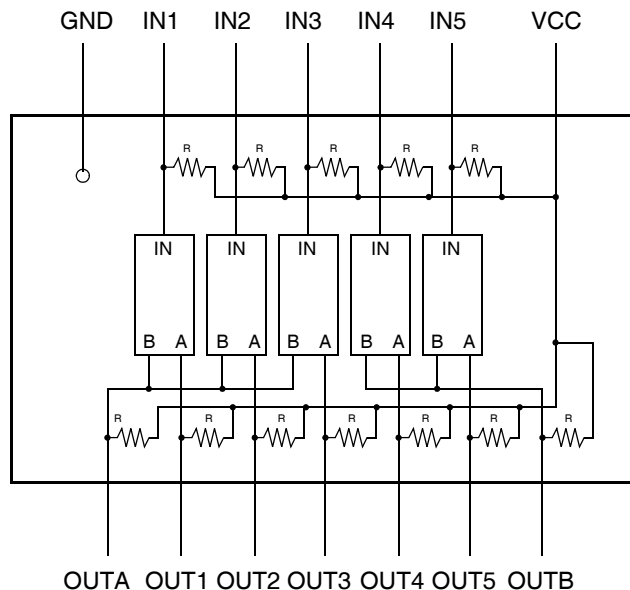 GND IN1 IN2 IN3 IN4 IN5 VCC
R R R R R
IN IN IN IN IN
B A B A B A B A B A
R R R R R R R
OUTA OUT1 OUT2 OUT3 OUT4 OUT5 OUTB